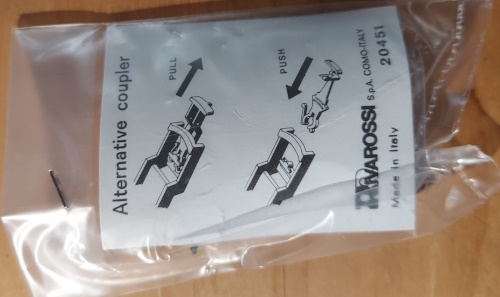 Alternative coupler
PULL
PUSH
RIVAROSSI S.p.A. COMO-ITALY
Made in Italy 20451